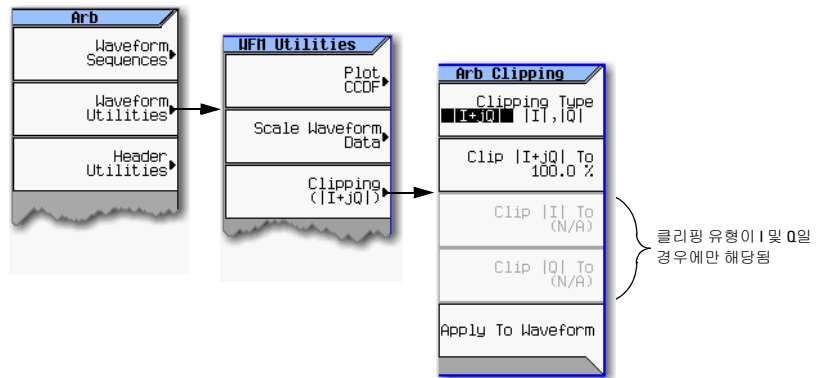 Arb
Waveform
Sequences
Waveform
Utilities
Header
Utilities
WFM Utilities
Plot
CCDF
Scale Waveform
Data
Clipping
(|I+jQ|)
Arb Clipping
Clipping Type
|I+jQ| |I|,|Q|
Clip |I+jQ| To
100.0 %
Clip |I| To
(N/A)
Clip |Q| To
(N/A)
Apply To Waveform
클리핑 유형이 I 및 Q일
경우에만 해당됨